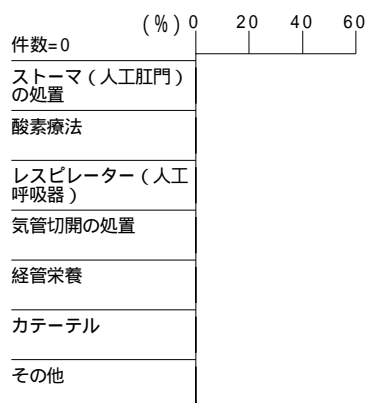 (%) 0 20 40 60
件数=0
ストーマ(人工肛門)
の処置
酸素療法
レスピレーター(人工
呼吸器)
気管切開の処置
経管栄養
カテーテル
その他